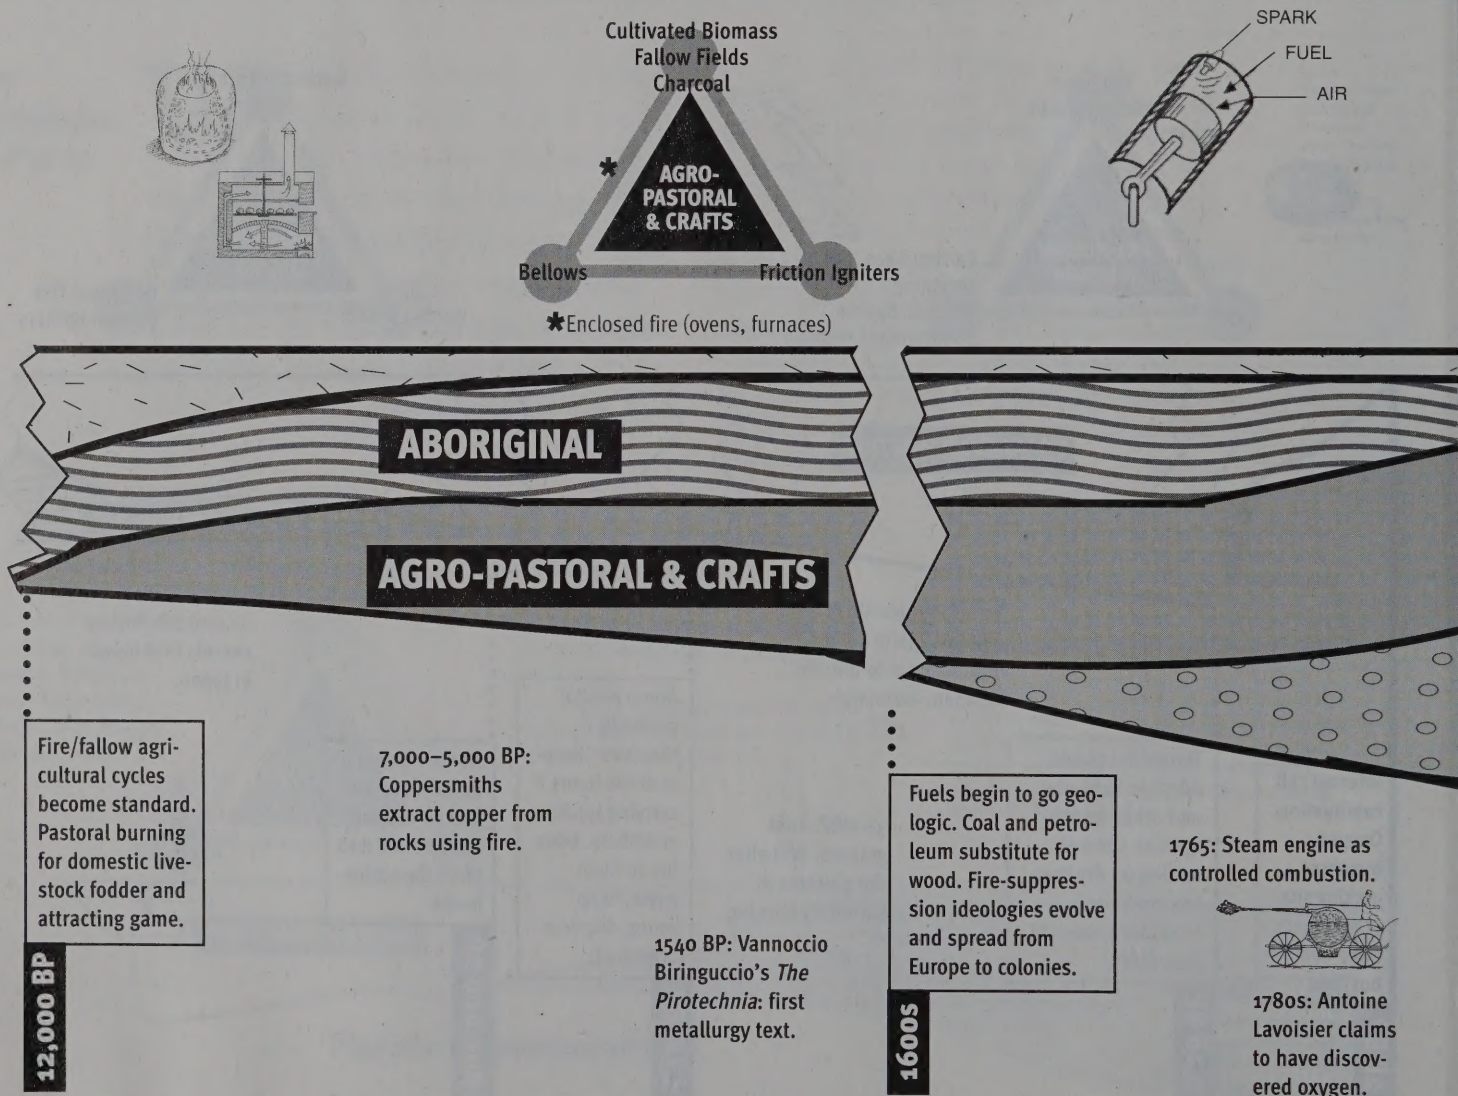 Cultivated Biomass
Fallow Fields
Charcoal
AGRO-
PASTORAL
& CRAFTS
Bellows
Friction Igniters
*Enclosed fire (ovens, furnaces)
SPARK
FUEL
AIR
ABORIGINAL
AGRO-PASTORAL & CRAFTS
Fire/fallow agri-
cultural cycles
become standard.
Pastoral burning
for domestic live-
stock fodder and
attracting game.
12,000 BP
7,000–5,000 BP:
Coppersmiths
extract copper from
rocks using fire.
1540 BP: Vannoccio
Biringuccio's The
Pirotechnia: first
metallurgy text.
Fuels begin to go geo-
logic. Coal and petro-
leum substitute for
wood. Fire-suppres-
sion ideologies evolve
and spread from
Europe to colonies.
1600s
1765: Steam engine as
controlled combustion.
1780s: Antoine
Lavoisier claims
to have discov-
ered oxygen.